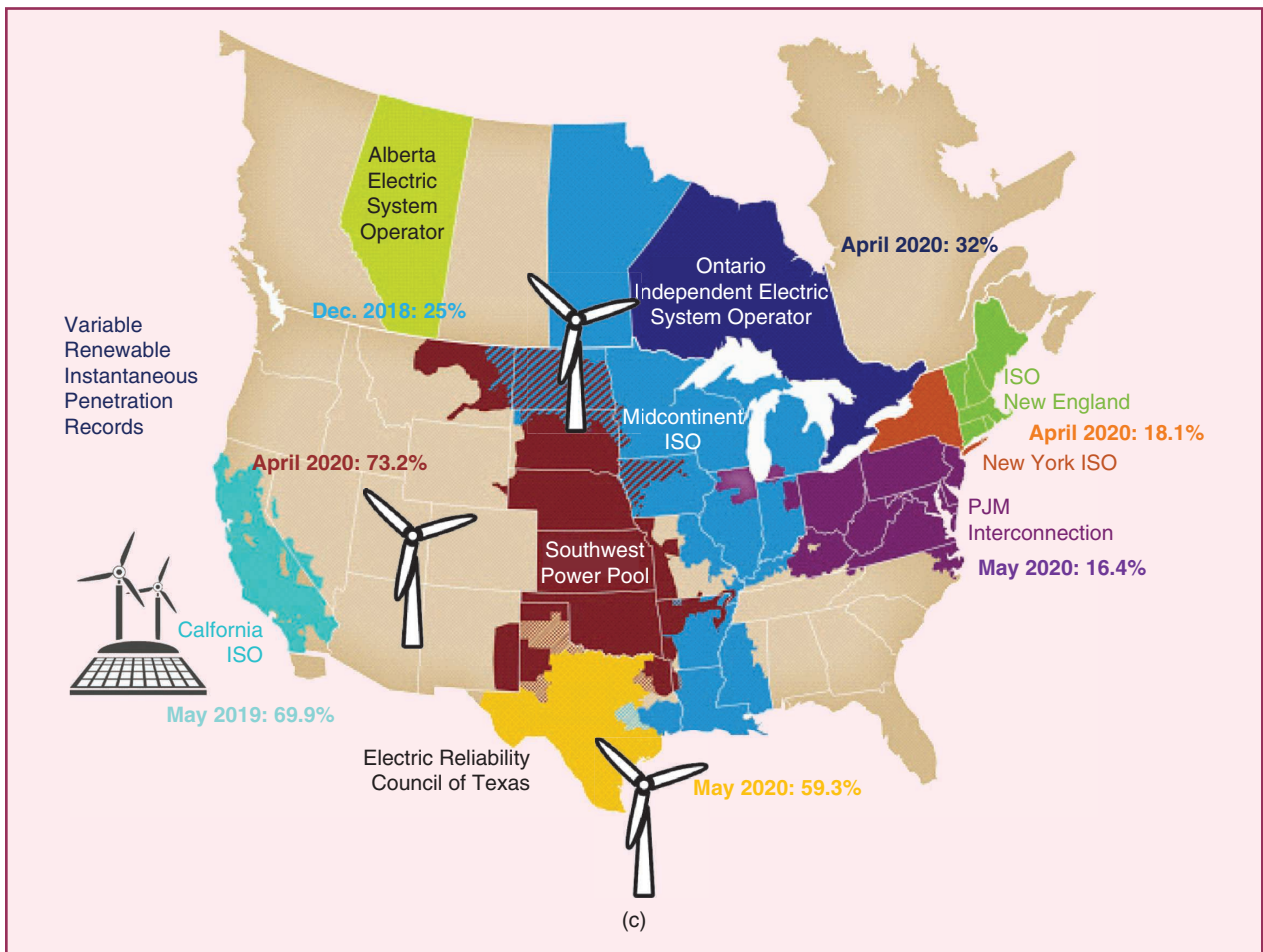 Alberta
Electric
System
Operator
April 2020: 32%
Ontario
Independent Electric
System Operator
Dec. 2018: 25%
Variable
Renewable
Instantaneous
Penetration
Records
ISO
New England
Midcontinent
ISO
April 2020: 18.1%
April 2020: 73.2%
New York ISO
PJM
Interconnection
Southwest
Power Pool
May 2020: 16.4%
Calfornia
ISO
May 2019: 69.9%
Electric Reliability
Council of Texas
May 2020: 59.3%
(c)